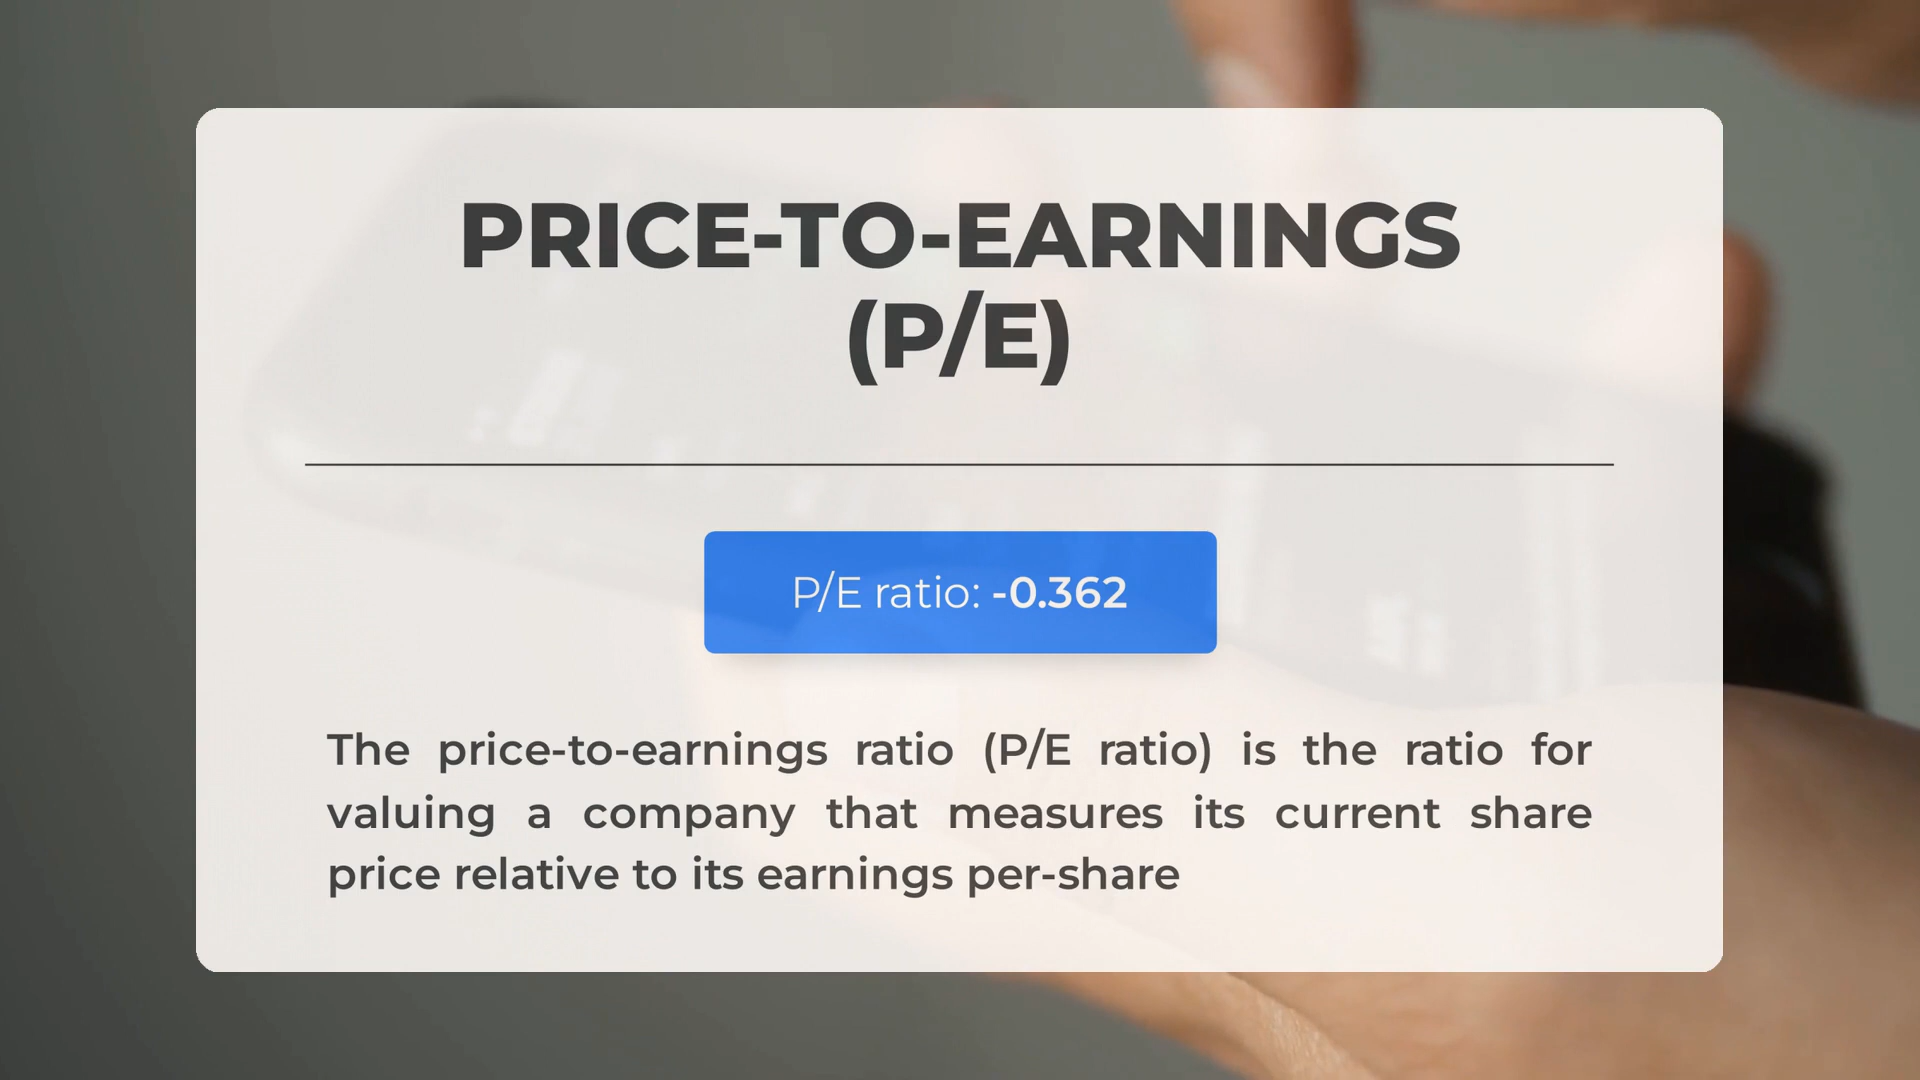 PRICE-TO-EARNINGS
(P/E)
P/E ratio: -0.362
The price-to-earnings ratio (P/E ratio) is the ratio for
valuing a company that measures its current share
price relative to its earnings per-share